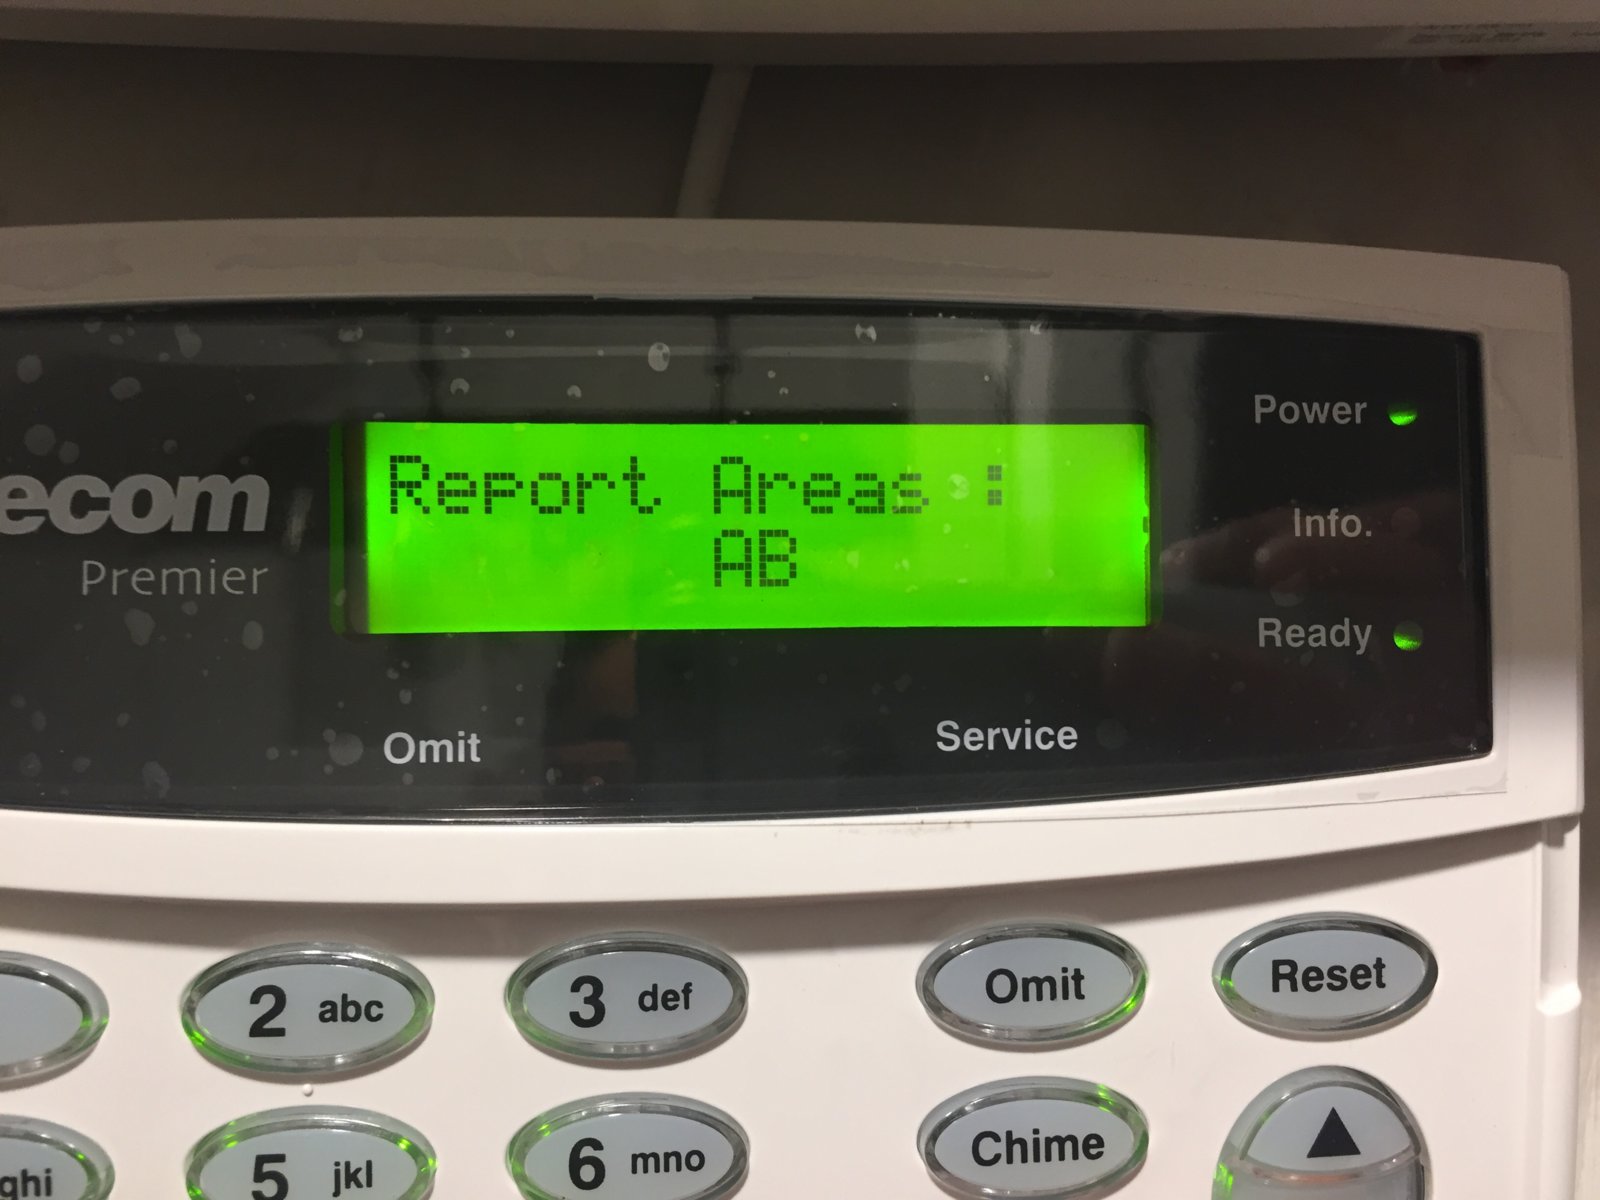 Report Areas :
AB
ecom
Premier
Power
Info.
Ready
Omit
Service
2 abc
3 def
Omit
Reset
ghi
5 jkl
6 mno
Chime